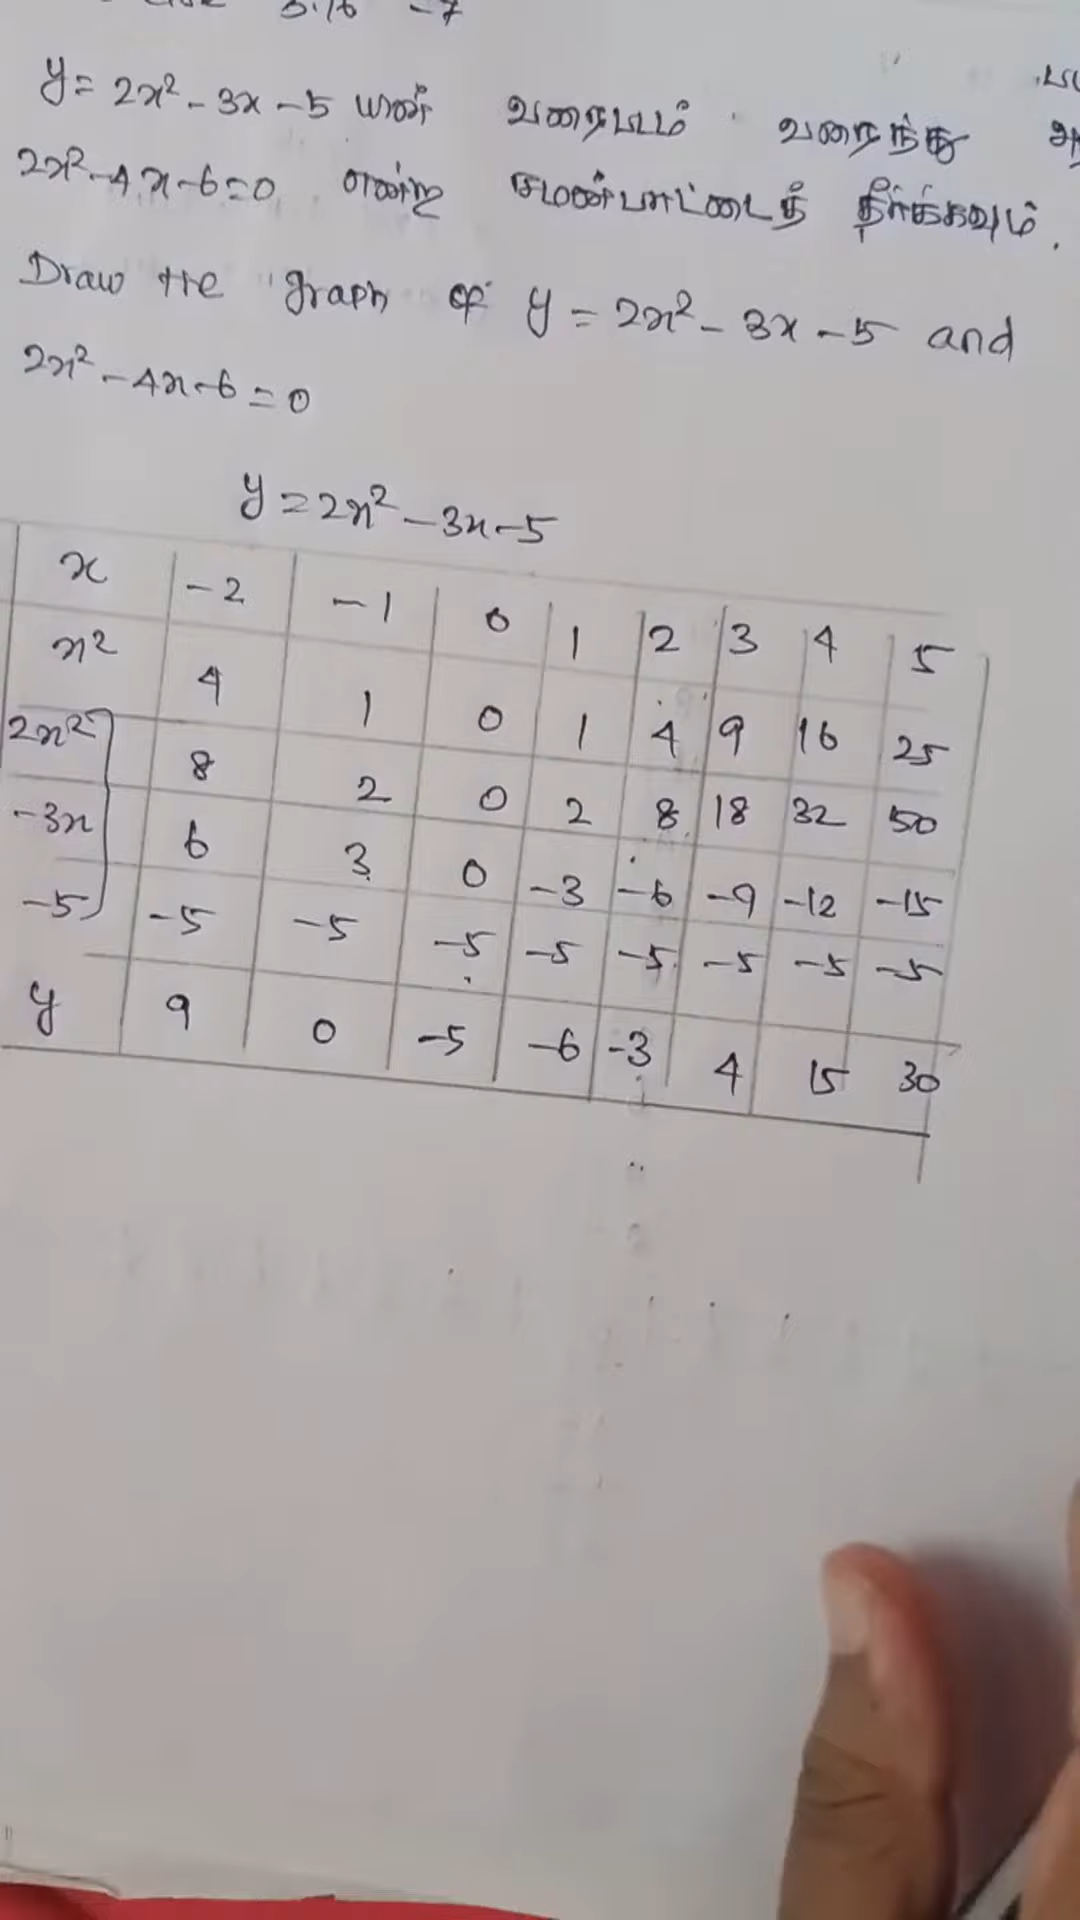 3.16 -7
y = 2x² - 3x - 5 யின் வரைபடம் வரைந்து
2x² - 4x - 6 = 0 என்ற சமன்பாட்டைத் தீர்க்கவும்.
Draw the graph of y = 2x² - 3x - 5 and
2x² - 4x - 6 = 0
y = 2x² - 3x - 5
x -2 -1 0 1 2 3 4 5
x² 4 1 0 1 4 9 16 25
2x² 8 2 0 2 8 18 32 50
-3x 6 3 0 -3 -6 -9 -12 -15
-5 -5 -5 -5 -5 -5 -5 -5 -5
y 9 0 -5 -6 -3 4 15 30